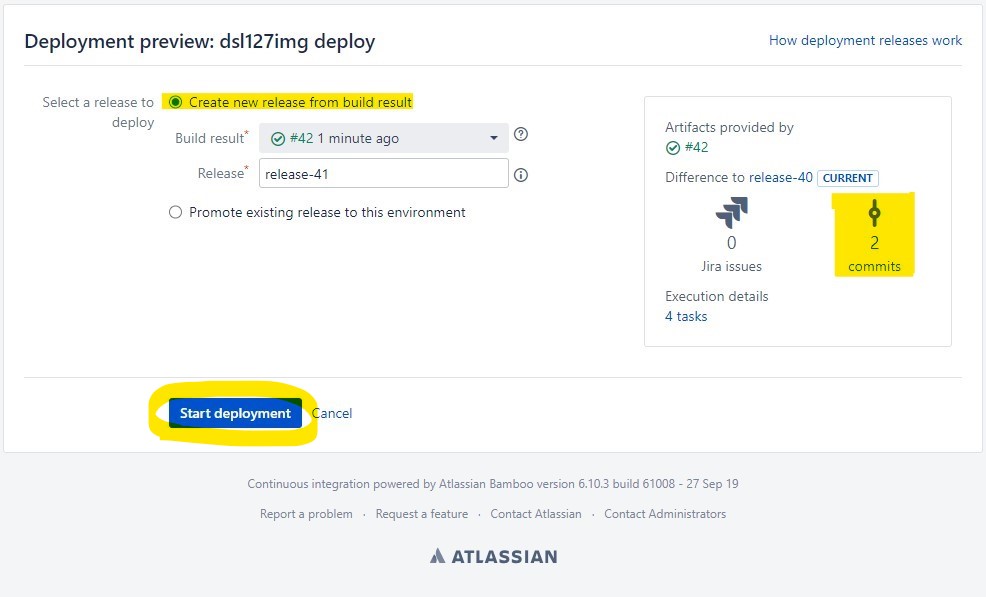 Deployment preview: dsl127img deploy
How deployment releases work
Select a release to deploy
Create new release from build result
Build result*
#42 1 minute ago
Release*
release-41
Promote existing release to this environment
Artifacts provided by
#42
Difference to release-40 CURRENT
0
Jira issues
2
commits
Execution details
4 tasks
Start deployment
Cancel
Continuous integration powered by Atlassian Bamboo version 6.10.3 build 61008 - 27 Sep 19
Report a problem · Request a feature · Contact Atlassian · Contact Administrators
ATLASSIAN